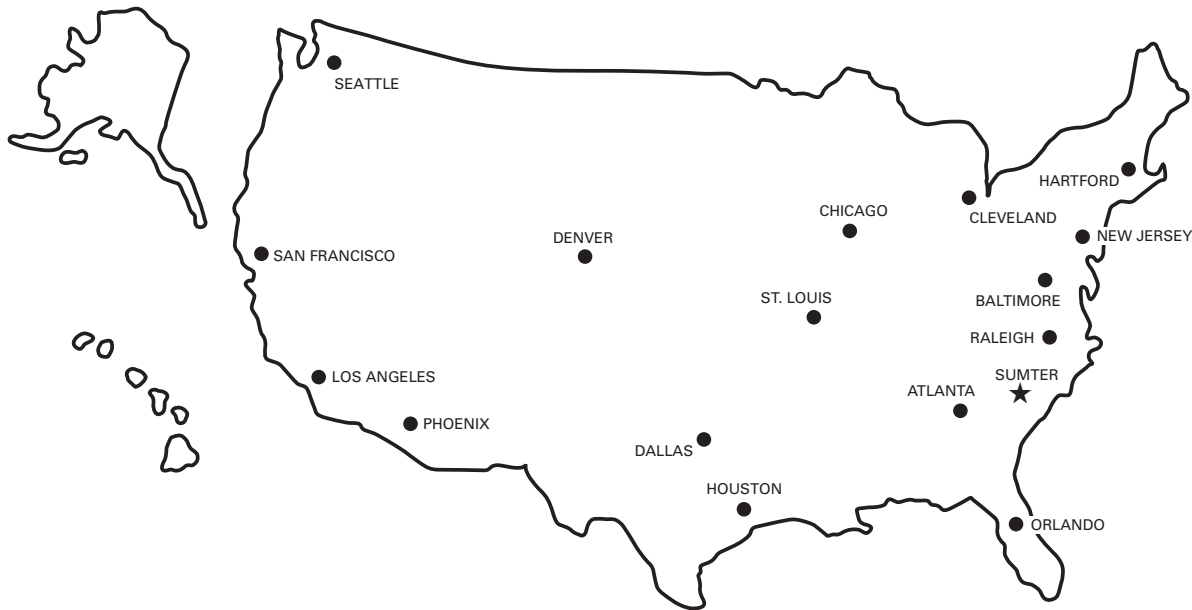 SEATTLE
HARTFORD
CHICAGO
CLEVELAND
NEW JERSEY
DENVER
SAN FRANCISCO
ST. LOUIS
BALTIMORE
RALEIGH
SUMTER
LOS ANGELES
ATLANTA
PHOENIX
DALLAS
HOUSTON
ORLANDO